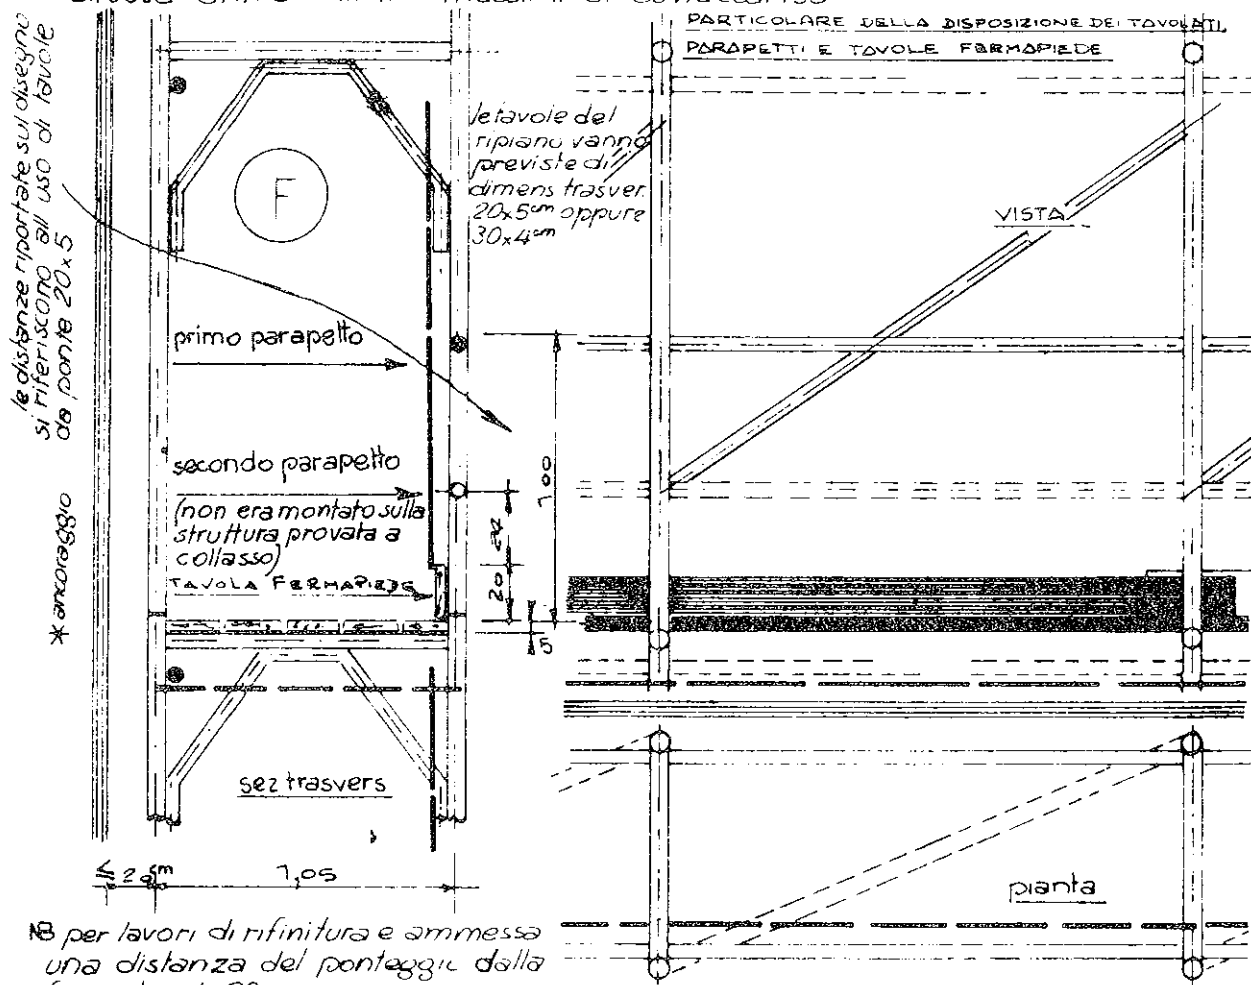 PARTICOLARE DELLA DISPOSIZIONE DEI TAVOLATI,
PARAPETTI E TAVOLE FERMAPIEDE
le distanze riportate sul disegno
si riferiscono all uso di tavole
da ponte 20x5
* ancoraggio
F
le tavole del
ripiano vanno
previste di
dimens trasver.
20x5cm oppure
30x4cm
VISTA
primo parapetto
secondo parapetto
(non era montato sulla
struttura provata a
collasso)
TAVOLA FERMAPIEDE
1,00
20
5
sez trasvers
≤ 20cm
1,05
pianta
NB per lavori di rifinitura e ammessa
una distanza del ponteggio dalla